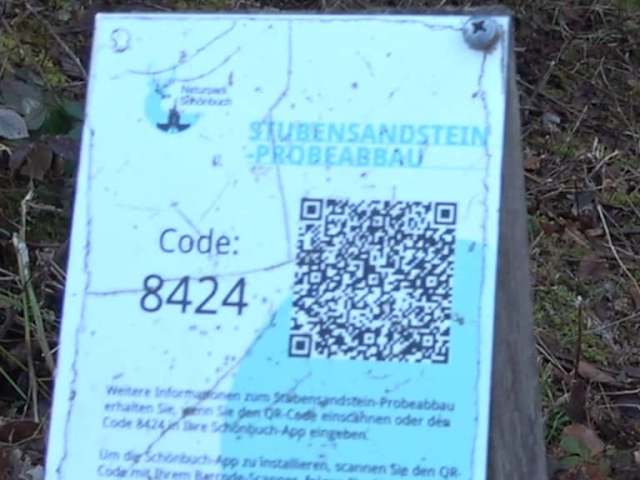 Naturpark
Schönbuch
STUBENSANDSTEIN
-PROBEABBAU
Code:
8424
Weitere Informationen zum Stubensandstein-Probeabbau
erhalten Sie, wenn Sie den QR-Code einscannen oder den
Code 8424 in Ihre Schönbuch-App eingeben.
Um die Schönbuch-App zu installieren, scannen Sie den QR-
Code mit Ihrem Barcode-Scanner,